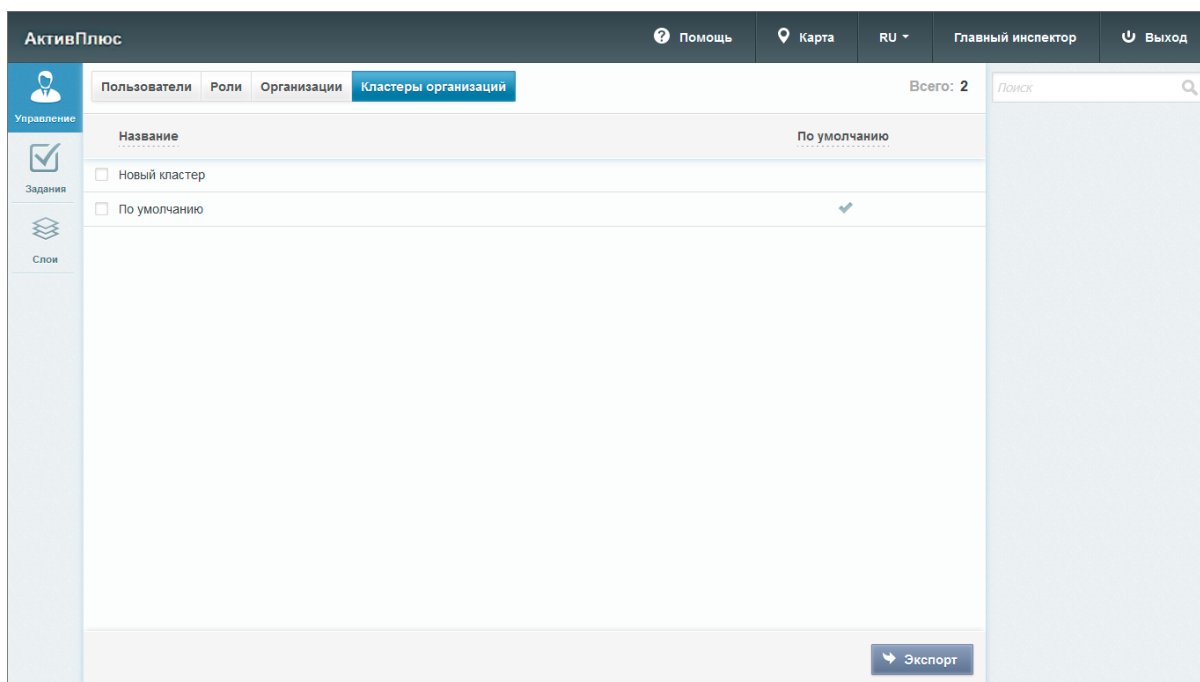 АктивПлюс Помощь Карта RU Главный инспектор Выход
Пользователи Роли Организации Кластеры организаций Всего: 2 Поиск
Управление
Название По умолчанию
Новый кластер
Задания
По умолчанию
Слои
Экспорт